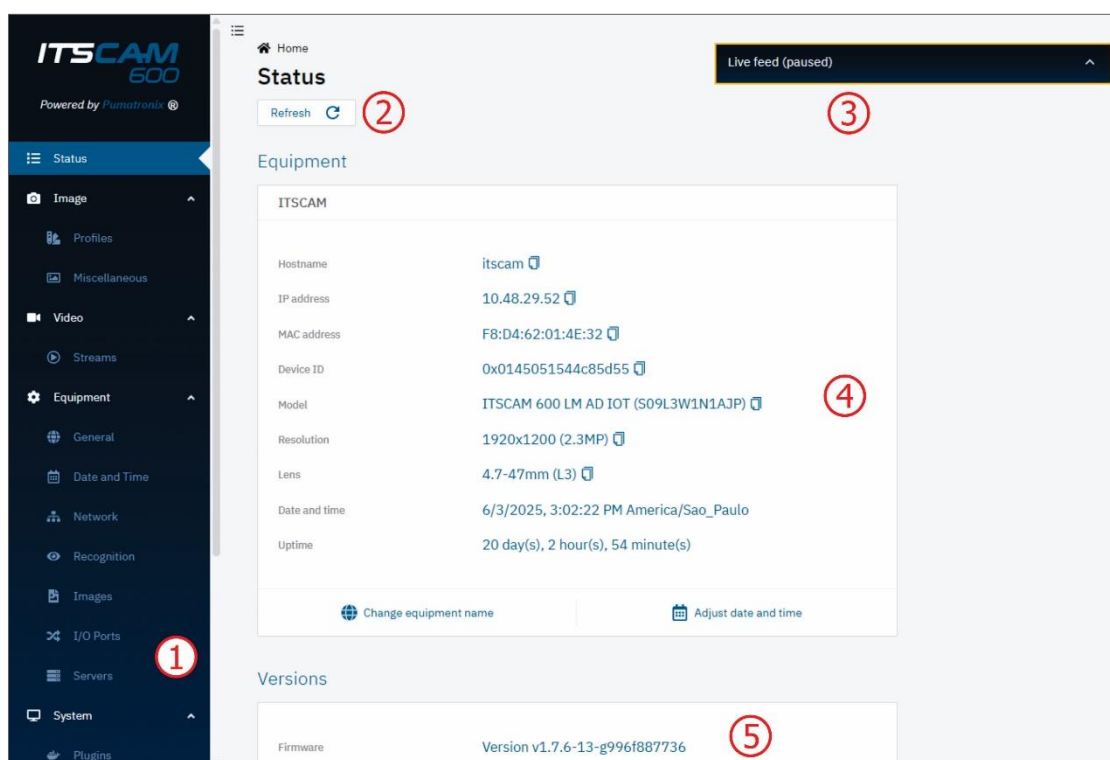 ITSCAM
600
Powered by Pumatronix ®
Status
Image
Profiles
Miscellaneous
Video
Streams
Equipment
General
Date and Time
Network
Recognition
Images
I/O Ports
1
Servers
System
Plugins
Home
Status
Refresh
2
Live feed (paused)
3
Equipment
ITSCAM
Hostname itscam
IP address 10.48.29.52
MAC address F8:D4:62:01:4E:32
Device ID 0x0145051544c85d55
4
Model ITSCAM 600 LM AD IOT (S09L3W1N1AJP)
Resolution 1920x1200 (2.3MP)
Lens 4.7-47mm (L3)
Date and time 6/3/2025, 3:02:22 PM America/Sao_Paulo
Uptime 20 day(s), 2 hour(s), 54 minute(s)
Change equipment name Adjust date and time
Versions
5
Firmware Version v1.7.6-13-g996f887736